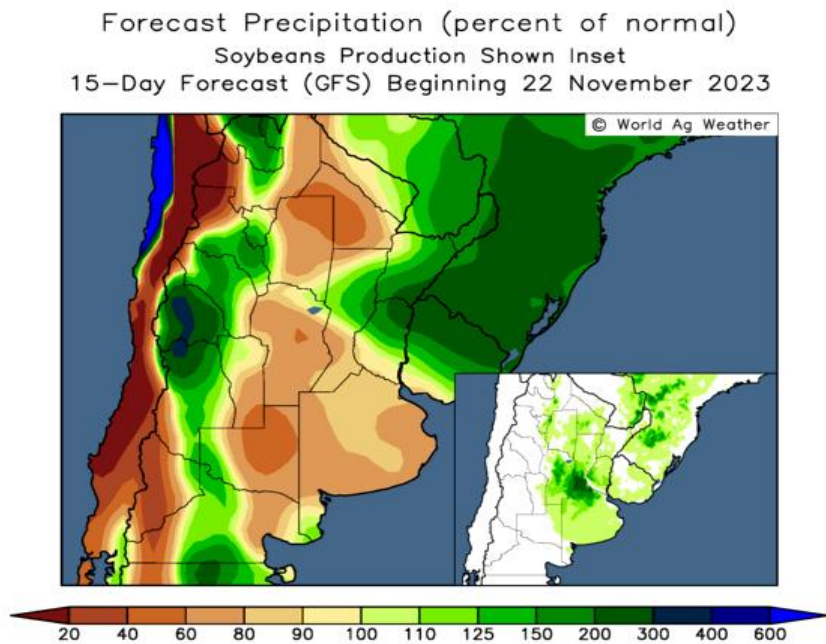 Forecast Precipitation (percent of normal)
Soybeans Production Shown Inset
15-Day Forecast (GFS) Beginning 22 November 2023
© World Ag Weather
20 40 60 80 90 100 110 125 150 200 300 400 600